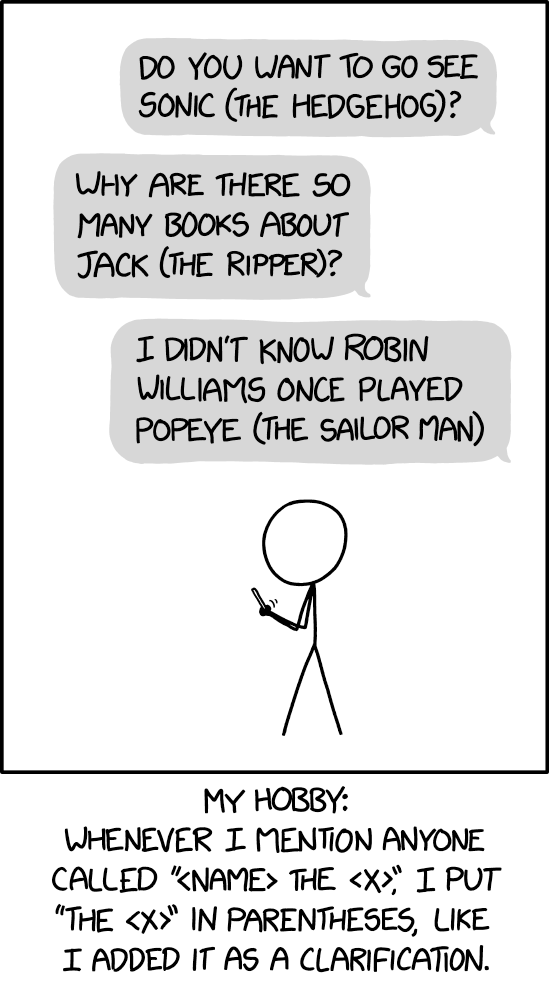 DO YOU WANT TO GO SEE
SONIC (THE HEDGEHOG)?
WHY ARE THERE SO
MANY BOOKS ABOUT
JACK (THE RIPPER)?
I DIDN'T KNOW ROBIN
WILLIAMS ONCE PLAYED
POPEYE (THE SAILOR MAN)
MY HOBBY:
WHENEVER I MENTION ANYONE
CALLED "<NAME> THE <X>," I PUT
"THE <X>" IN PARENTHESES, LIKE
I ADDED IT AS A CLARIFICATION.